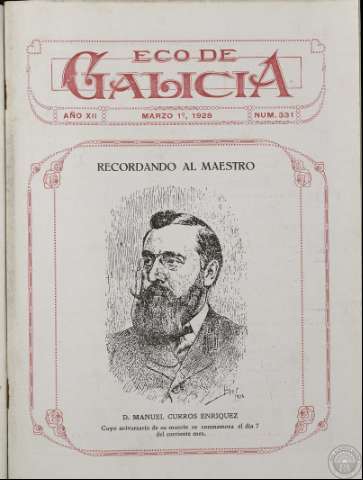 ECO DE
GALICIA
AÑO XII MARZO 1º, 1928 NUM. 331
RECORDANDO AL MAESTRO
D. MANUEL CURROS ENRIQUEZ
Cuyo aniversario de su muerte se conmemora el día 7
del corriente mes.